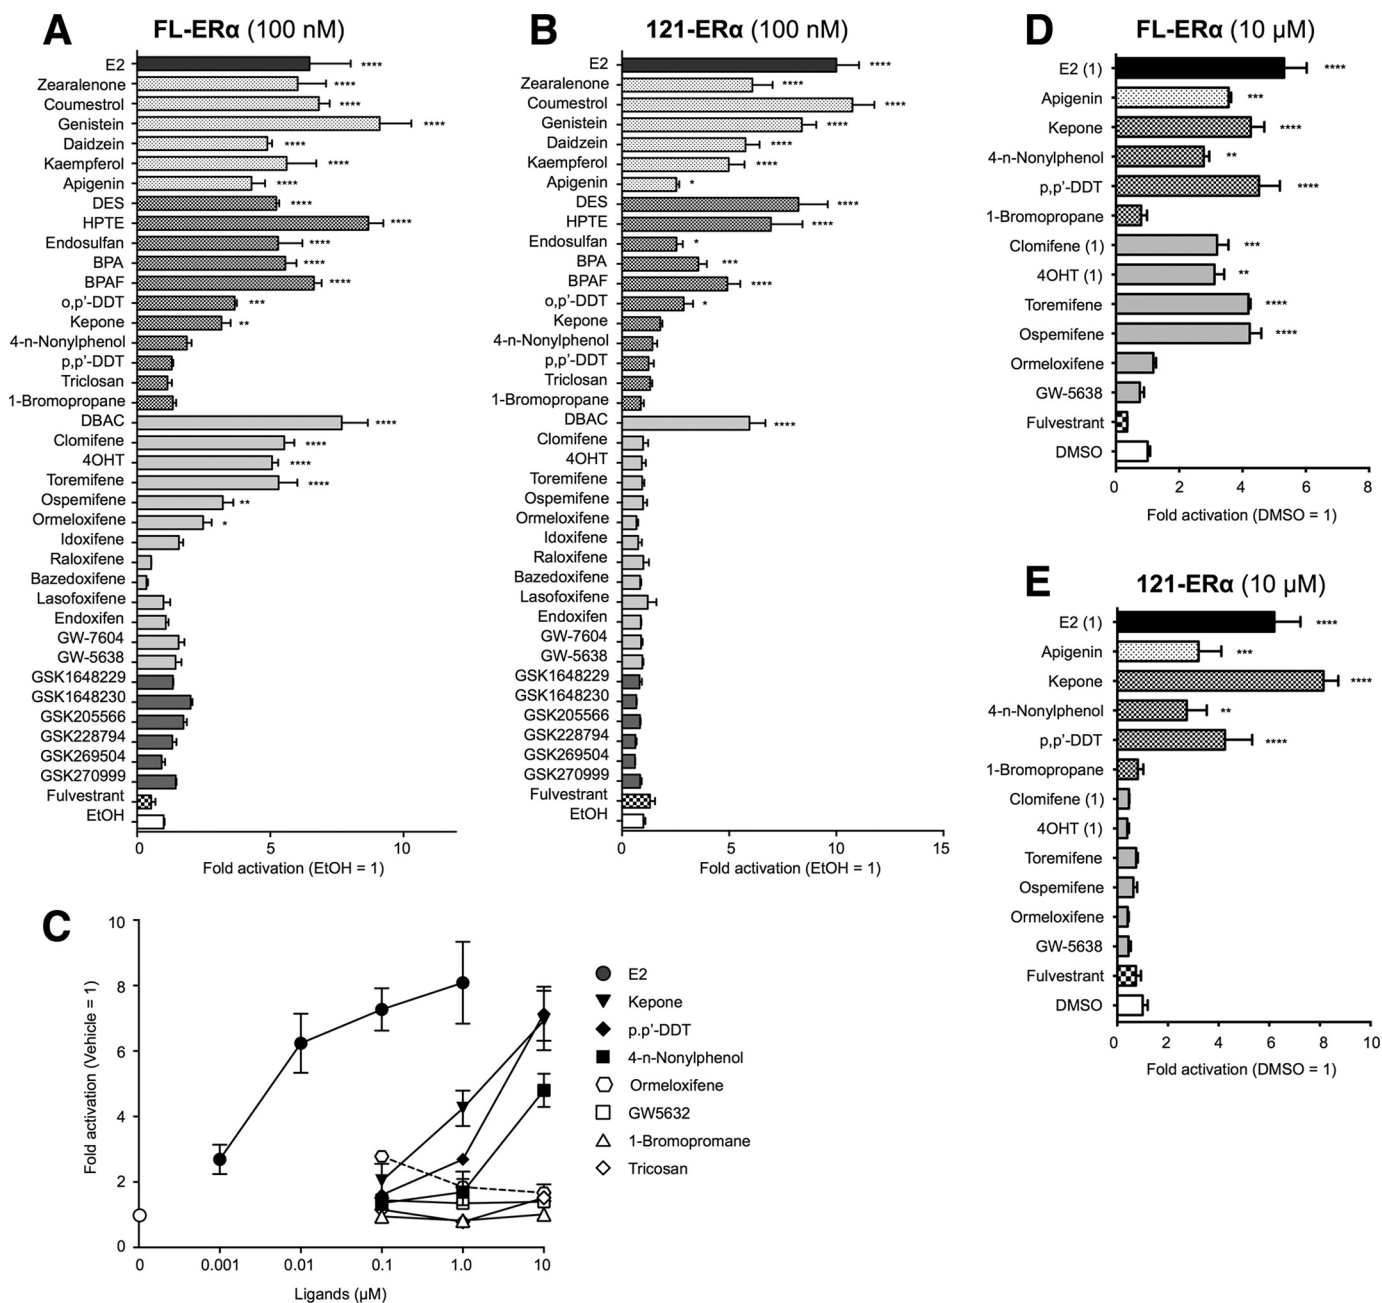 A
FL-ERα (100 nM)
E2
****
Zearalenone
****
Coumestrol
****
Genistein
****
Daidzein
****
Kaempferol
****
Apigenin
****
DES
****
HPTE
****
Endosulfan
****
BPA
****
BPAF
****
o,p'-DDT
***
Kepone
**
4-n-Nonylphenol
p,p'-DDT
Triclosan
1-Bromopropane
DBAC
****
Clomifene
****
4OHT
****
Toremifene
****
Ospemifene
**
Ormeloxifene
*
Idoxifene
Raloxifene
Bazedoxifene
Lasofoxifene
Endoxifen
GW-7604
GW-5638
GSK1648229
GSK1648230
GSK205566
GSK228794
GSK269504
GSK270999
Fulvestrant
EtOH
0 5 10
Fold activation (EtOH = 1)
B
121-ERα (100 nM)
E2
****
Zearalenone
****
Coumestrol
****
Genistein
****
Daidzein
****
Kaempferol
****
Apigenin
*
DES
****
HPTE
****
Endosulfan
*
BPA
***
BPAF
****
o,p'-DDT
*
Kepone
4-n-Nonylphenol
p,p'-DDT
Triclosan
1-Bromopropane
DBAC
****
Clomifene
4OHT
Toremifene
Ospemifene
Ormeloxifene
Idoxifene
Raloxifene
Bazedoxifene
Lasofoxifene
Endoxifen
GW-7604
GW-5638
GSK1648229
GSK1648230
GSK205566
GSK228794
GSK269504
GSK270999
Fulvestrant
EtOH
0 5 10 15
Fold activation (EtOH = 1)
C
Fold activation (Vehicle = 1)
10
8
6
4
2
0
0 0.001 0.01 0.1 1.0 10
Ligands (µM)
E2
Kepone
p.p'-DDT
4-n-Nonylphenol
Ormeloxifene
GW5632
1-Bromopromane
Tricosan
D
FL-ERα (10 µM)
E2 (1)
****
Apigenin
***
Kepone
****
4-n-Nonylphenol
**
p,p'-DDT
****
1-Bromopropane
Clomifene (1)
***
4OHT (1)
**
Toremifene
****
Ospemifene
****
Ormeloxifene
GW-5638
Fulvestrant
DMSO
0 2 4 6 8
Fold activation (DMSO = 1)
E
121-ERα (10 µM)
E2 (1)
****
Apigenin
***
Kepone
****
4-n-Nonylphenol
**
p,p'-DDT
****
1-Bromopropane
Clomifene (1)
4OHT (1)
Toremifene
Ospemifene
Ormeloxifene
GW-5638
Fulvestrant
DMSO
0 2 4 6 8 10
Fold activation (DMSO = 1)